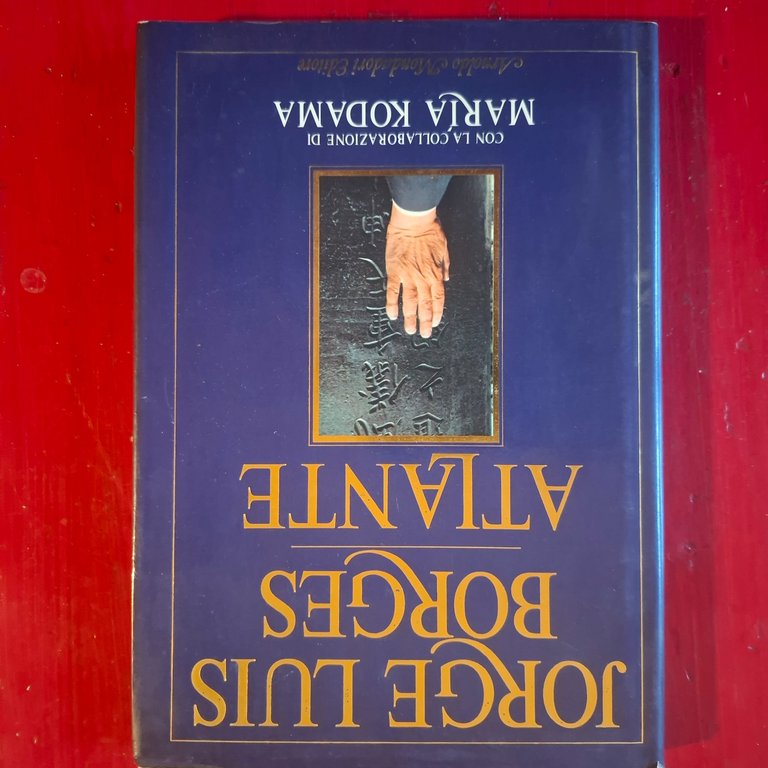 JORGE LUIS
BORGES
ATLANTE
CON LA COLLABORAZIONE DI
MARÍA KODAMA
Arnoldo Mondadori Editore